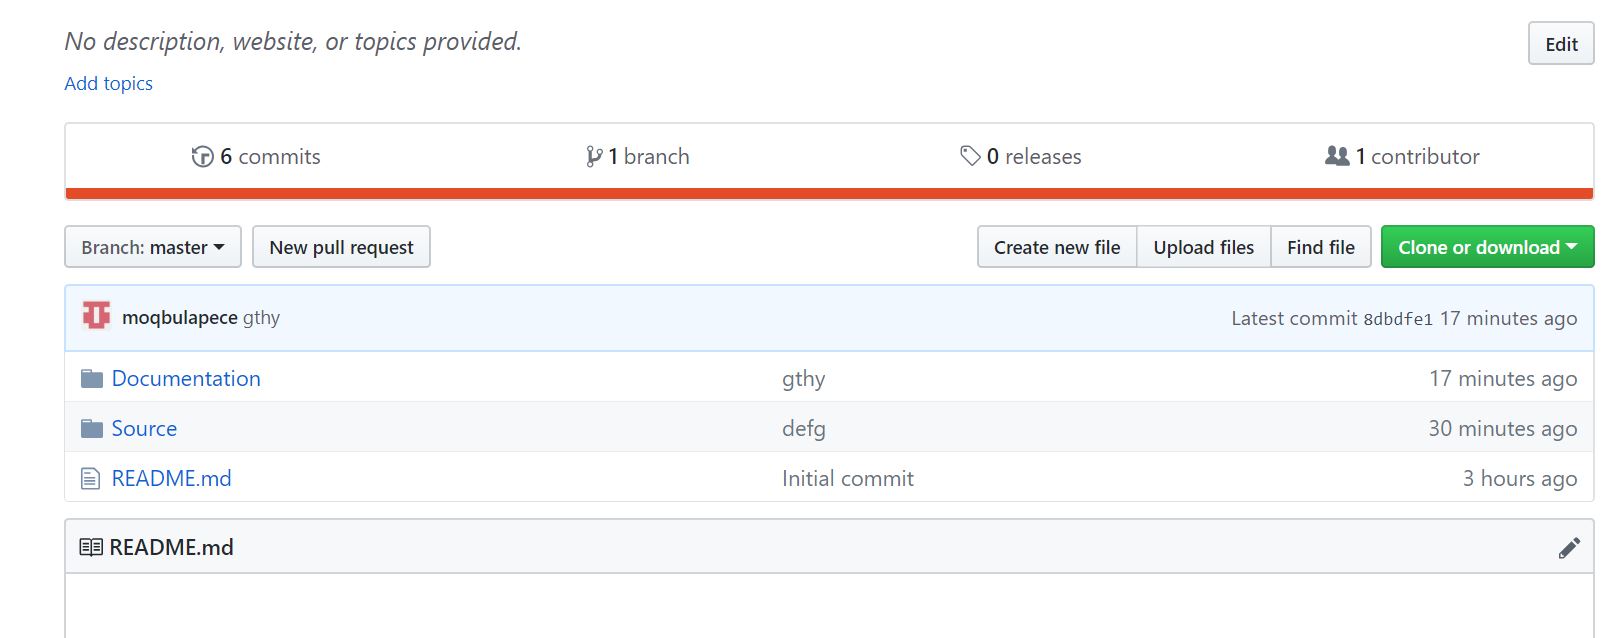 No description, website, or topics provided.
Edit
Add topics
6 commits
1 branch
0 releases
1 contributor
Branch: master
New pull request
Create new file
Upload files
Find file
Clone or download
moqbulapece gthy
Latest commit 8dbdfe1 17 minutes ago
Documentation
gthy
17 minutes ago
Source
defg
30 minutes ago
README.md
Initial commit
3 hours ago
README.md